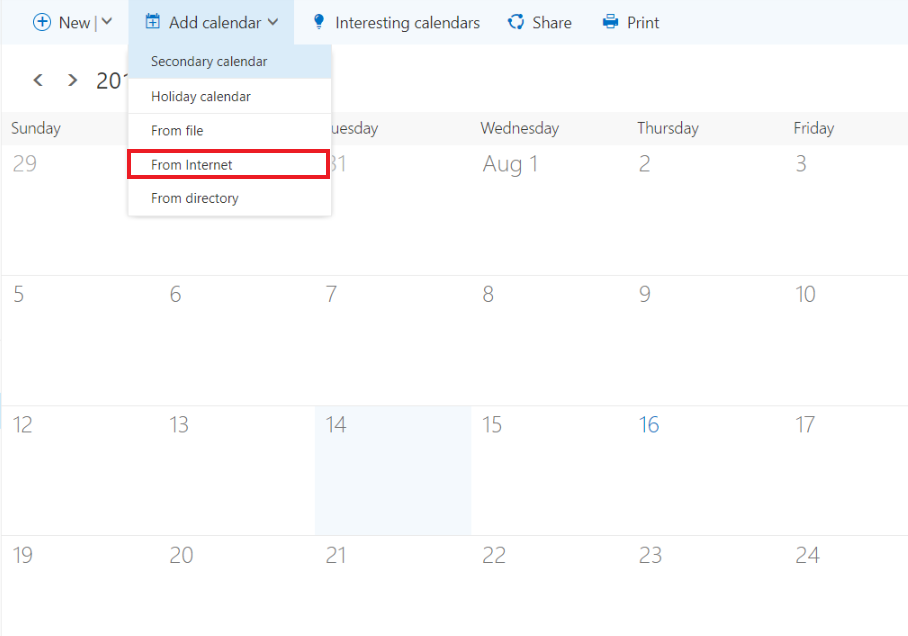 New | Add calendar Interesting calendars Share Print
Secondary calendar
Holiday calendar
From file
From Internet
From directory
< > 201
Sunday uesday Wednesday Thursday Friday
29 31 Aug 1 2 3
5 6 7 8 9 10
12 13 14 15 16 17
19 20 21 22 23 24